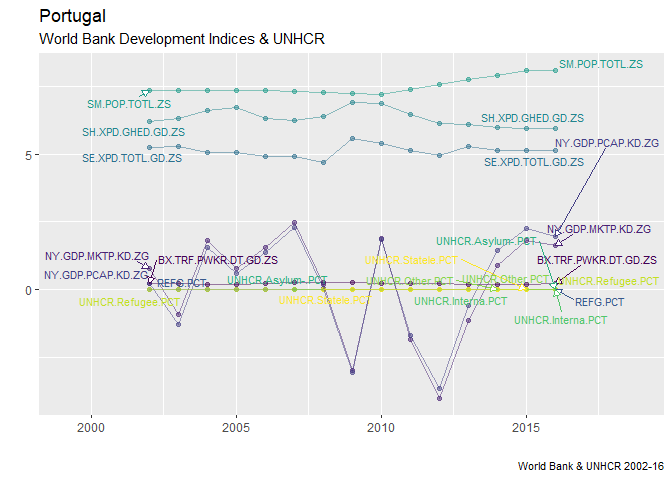 Portugal
World Bank Development Indices & UNHCR
SM.POP.TOTL.ZS
SM.POP.TOTL.ZS
SH.XPD.GHED.GD.ZS
SH.XPD.GHED.GD.ZS
NY.GDP.PCAP.KD.ZG
5
SE.XPD.TOTL.GD.ZS
SE.XPD.TOTL.GD.ZS
NY.GDP.MKTP.KD.ZG
UNHCR.Asylum..PCT
NY.GDP.MKTP.KD.ZG
BX.TRF.PWKR.DT.GD.ZS
UNHCR.Statele.PCT
BX.TRF.PWKR.DT.GD.ZS
NY.GDP.PCAP.KD.ZG
REFG.PCT
UNHCR.Asylum..PCT
UNHCR.Other.PCT
UNHCR.Other.PCT
UNHCR.Refugee.PCT
0
UNHCR.Refugee.PCT
UNHCR.Statele.PCT
UNHCR.Interna.PCT
REFG.PCT
UNHCR.Interna.PCT
2000
2005
2010
2015
World Bank & UNHCR 2002-16